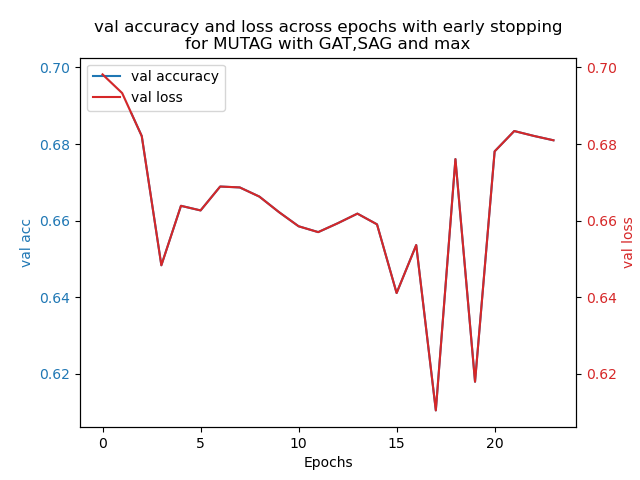 val accuracy and loss across epochs with early stopping
for MUTAG with GAT,SAG and max
val accuracy
val loss
0.70
0.68
0.66
0.64
0.62
val acc
0.70
0.68
0.66
0.64
0.62
val loss
0 5 10 15 20
Epochs